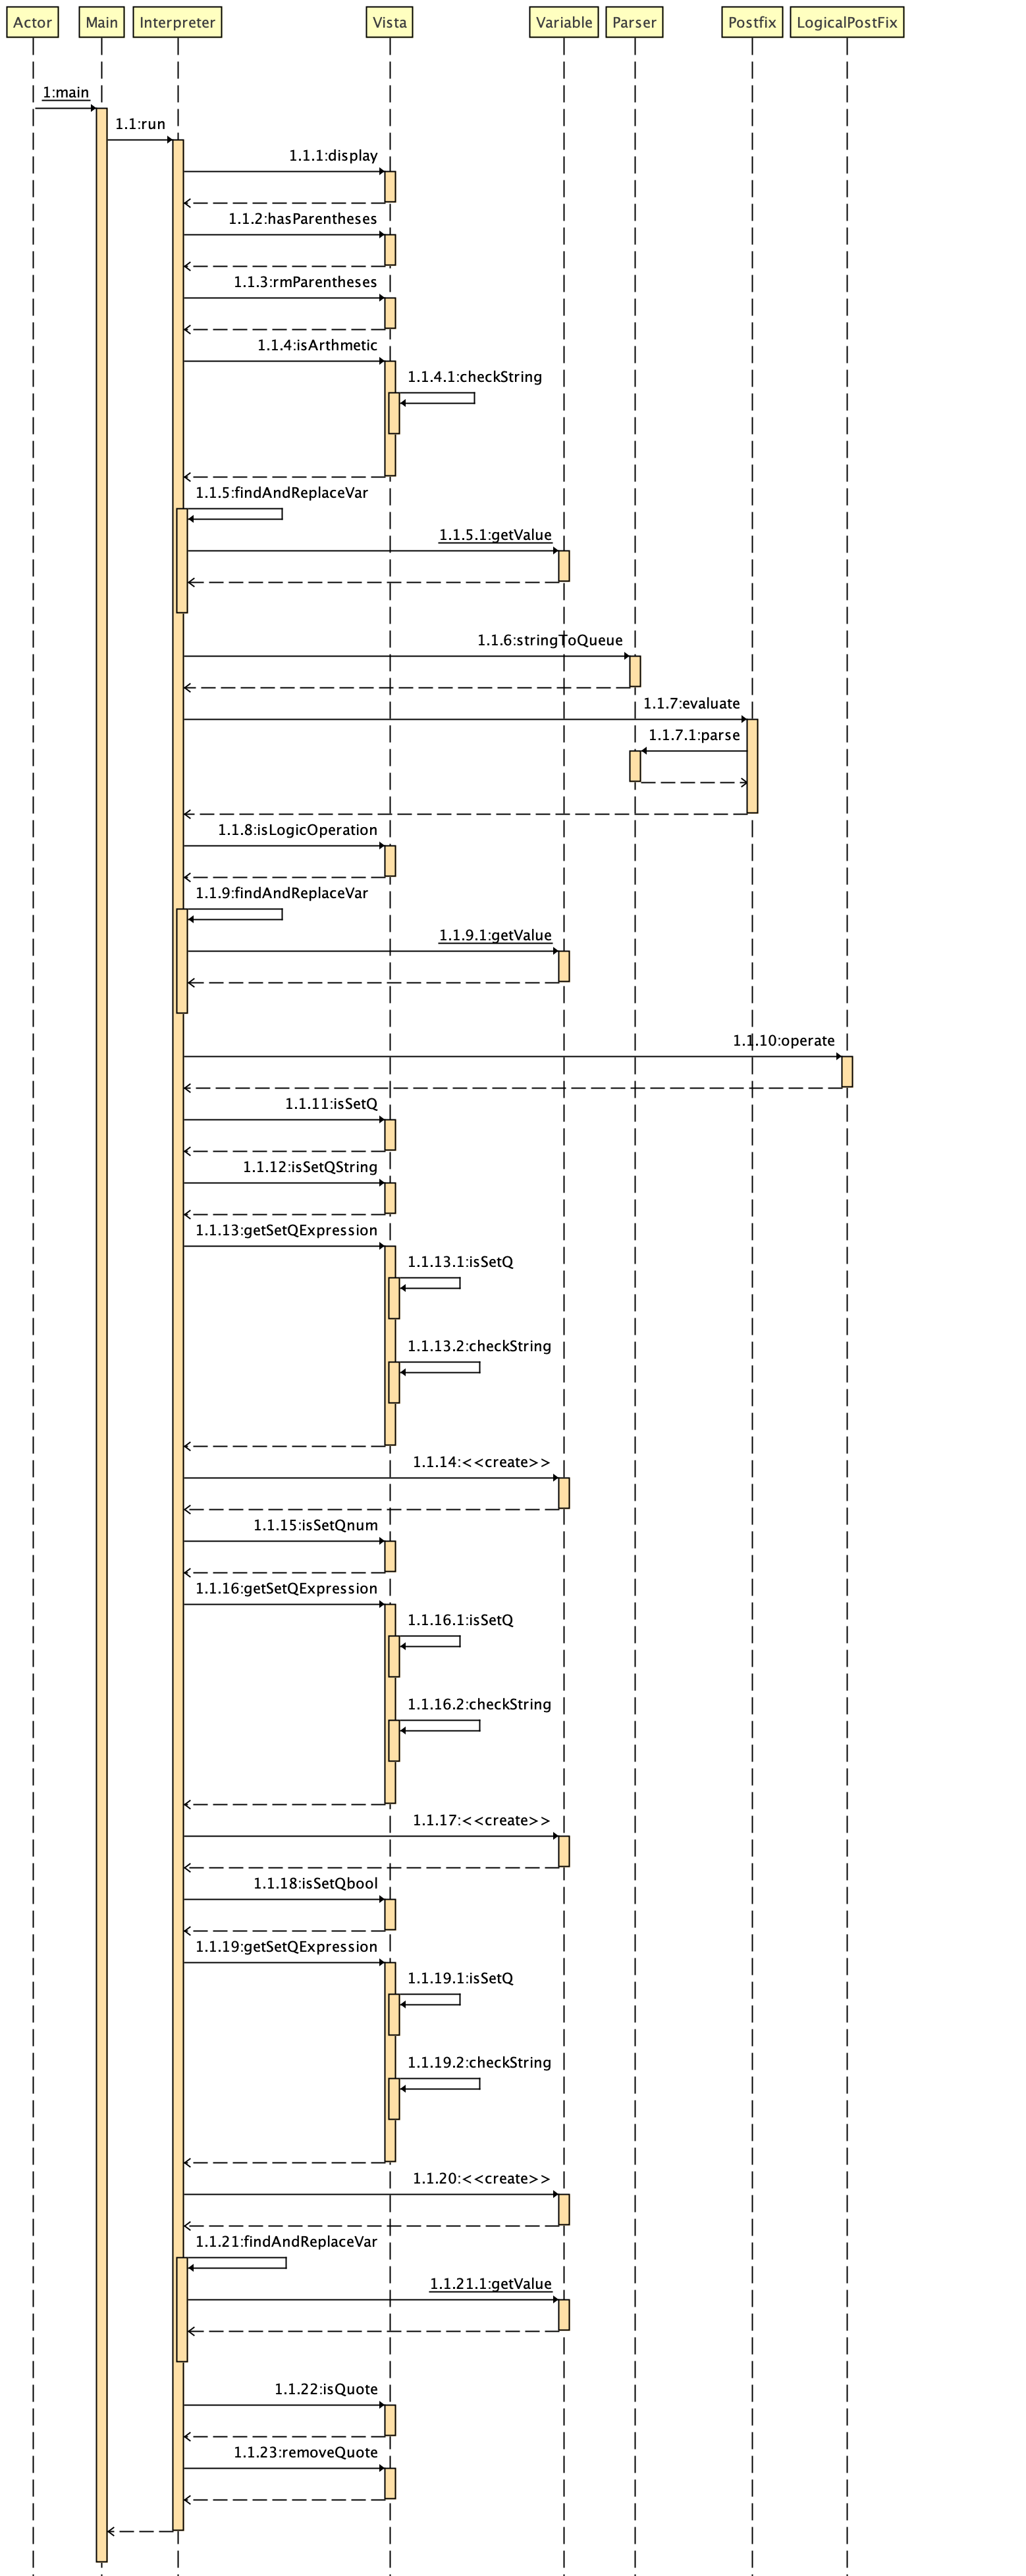 Actor
Main
Interpreter
Vista
Variable
Parser
Postfix
LogicalPostFix
1:main
1.1:run
1.1.1:display
1.1.2:hasParentheses
1.1.3:rmParentheses
1.1.4:isArthmetic
1.1.4.1:checkString
1.1.5:findAndReplaceVar
1.1.5.1:getValue
1.1.6:stringToQueue
1.1.7:evaluate
1.1.7.1:parse
1.1.8:isLogicOperation
1.1.9:findAndReplaceVar
1.1.9.1:getValue
1.1.10:operate
1.1.11:isSetQ
1.1.12:isSetQString
1.1.13:getSetQExpression
1.1.13.1:isSetQ
1.1.13.2:checkString
1.1.14:<<create>>
1.1.15:isSetQnum
1.1.16:getSetQExpression
1.1.16.1:isSetQ
1.1.16.2:checkString
1.1.17:<<create>>
1.1.18:isSetQbool
1.1.19:getSetQExpression
1.1.19.1:isSetQ
1.1.19.2:checkString
1.1.20:<<create>>
1.1.21:findAndReplaceVar
1.1.21.1:getValue
1.1.22:isQuote
1.1.23:removeQuote